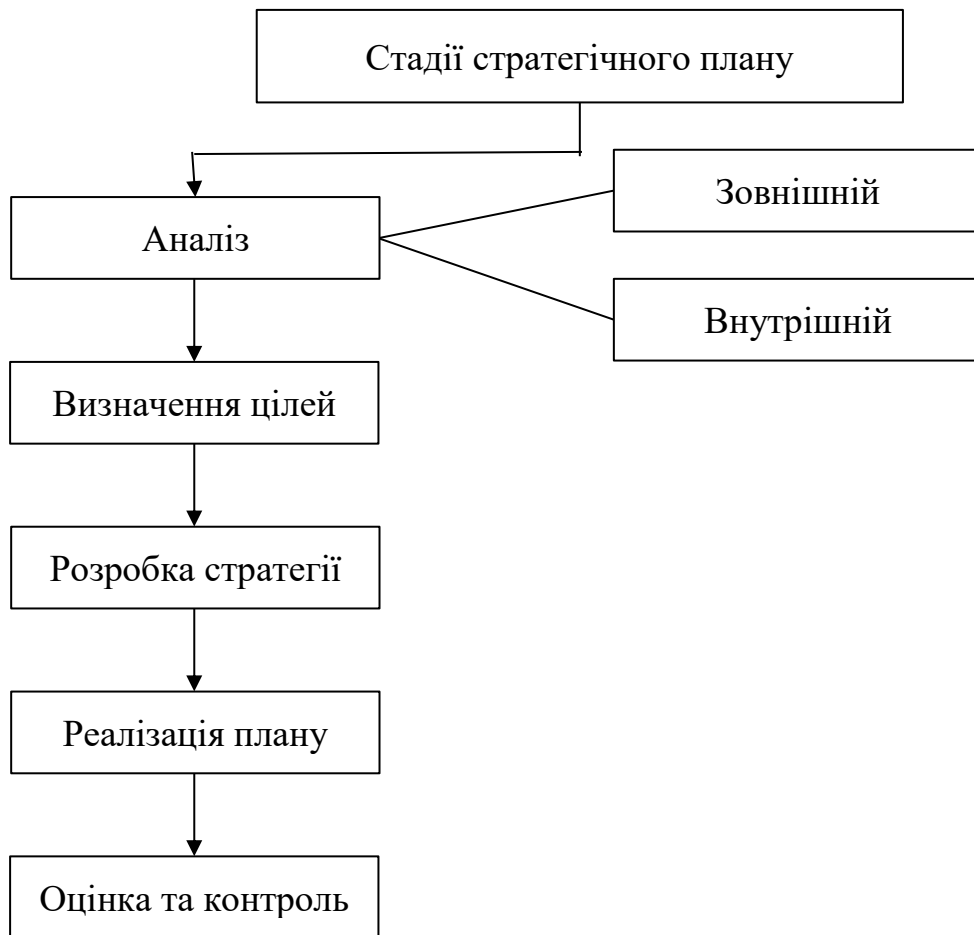 Стадії стратегічного плану
Зовнішній
Аналіз
Внутрішній
Визначення цілей
Розробка стратегії
Реалізація плану
Оцінка та контроль